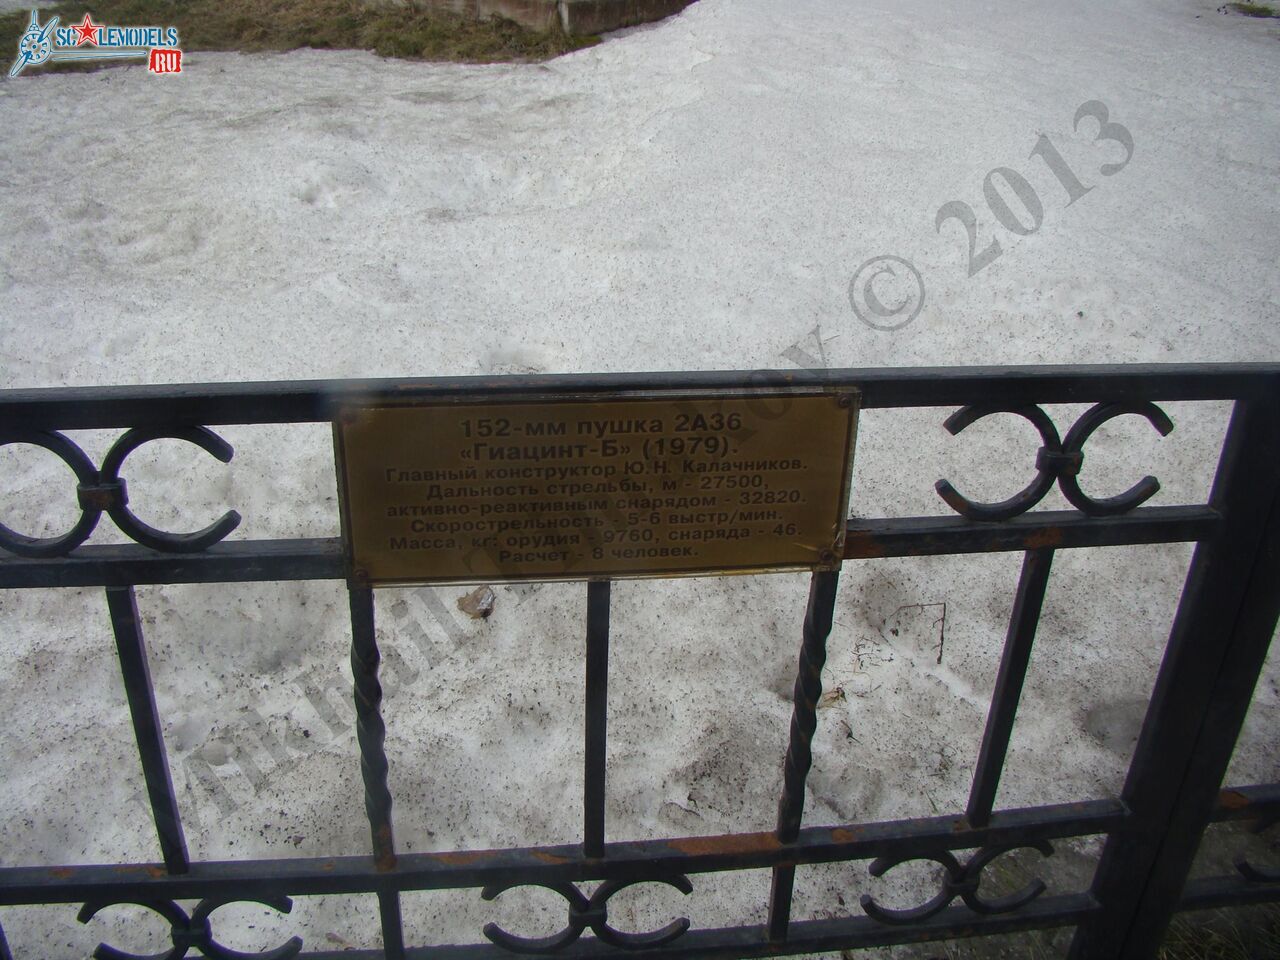 SCALEMODELS
RU
152-мм пушка 2А36
«Гиацинт-Б» (1979).
Главный конструктор Ю.Н. Калачников.
Дальность стрельбы, м - 27500,
активно-реактивным снарядом - 32820.
Скорострельность - 5-6 выстр/мин.
Масса, кг: орудия - 9760, снаряда - 46.
Расчет - 8 человек.
Mikhail © 2013